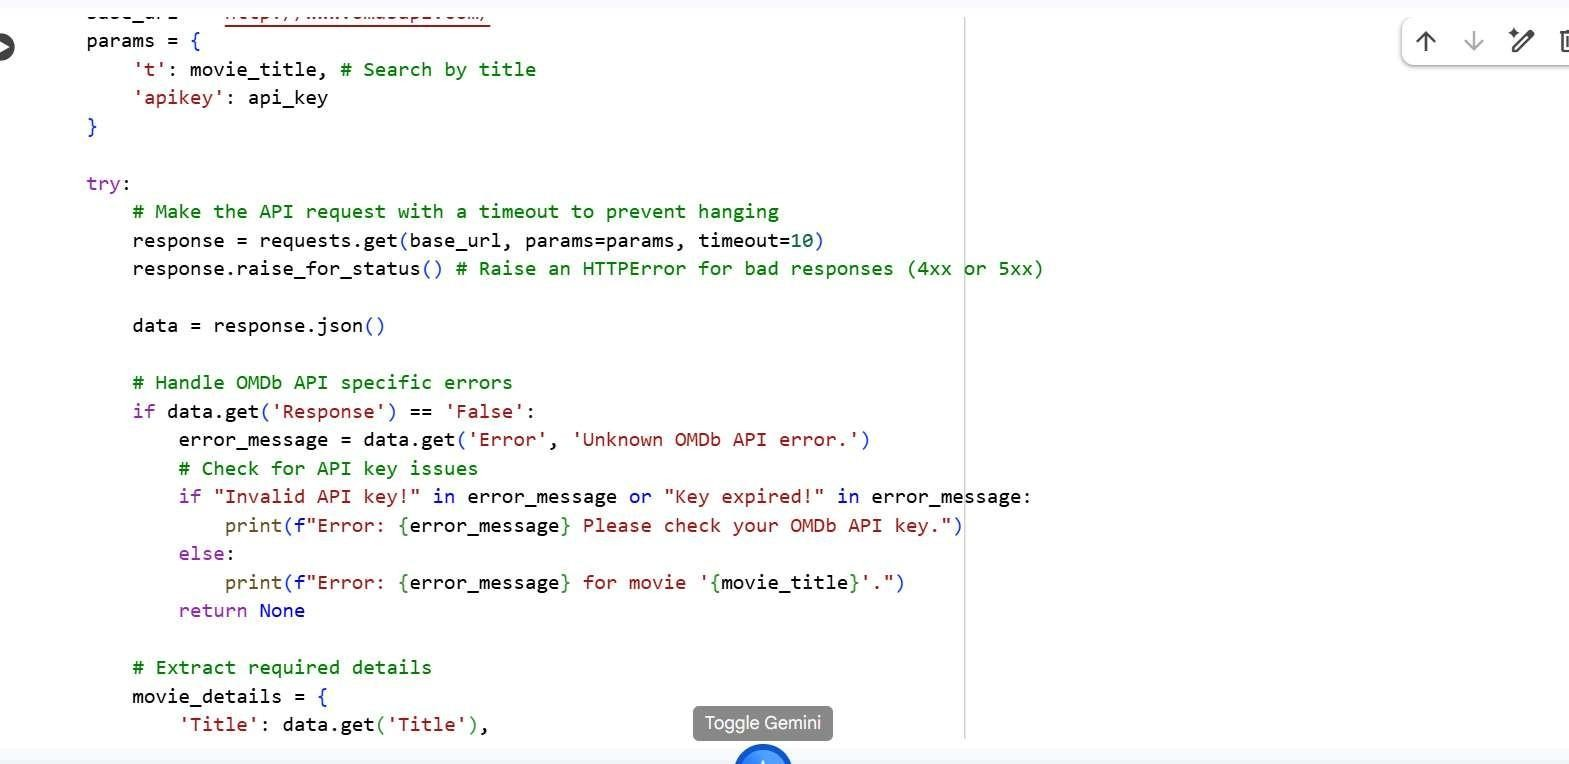 params = {
't': movie_title, # Search by title
'apikey': api_key
}
try:
# Make the API request with a timeout to prevent hanging
response = requests.get(base_url, params=params, timeout=10)
response.raise_for_status() # Raise an HTTPError for bad responses (4xx or 5xx)
data = response.json()
# Handle OMDb API specific errors
if data.get('Response') == 'False':
error_message = data.get('Error', 'Unknown OMDb API error.')
# Check for API key issues
if "Invalid API key!" in error_message or "Key expired!" in error_message:
print(f"Error: {error_message} Please check your OMDb API key.")
else:
print(f"Error: {error_message} for movie '{movie_title}'.")
return None
# Extract required details
movie_details = {
'Title': data.get('Title'),
Toggle Gemini